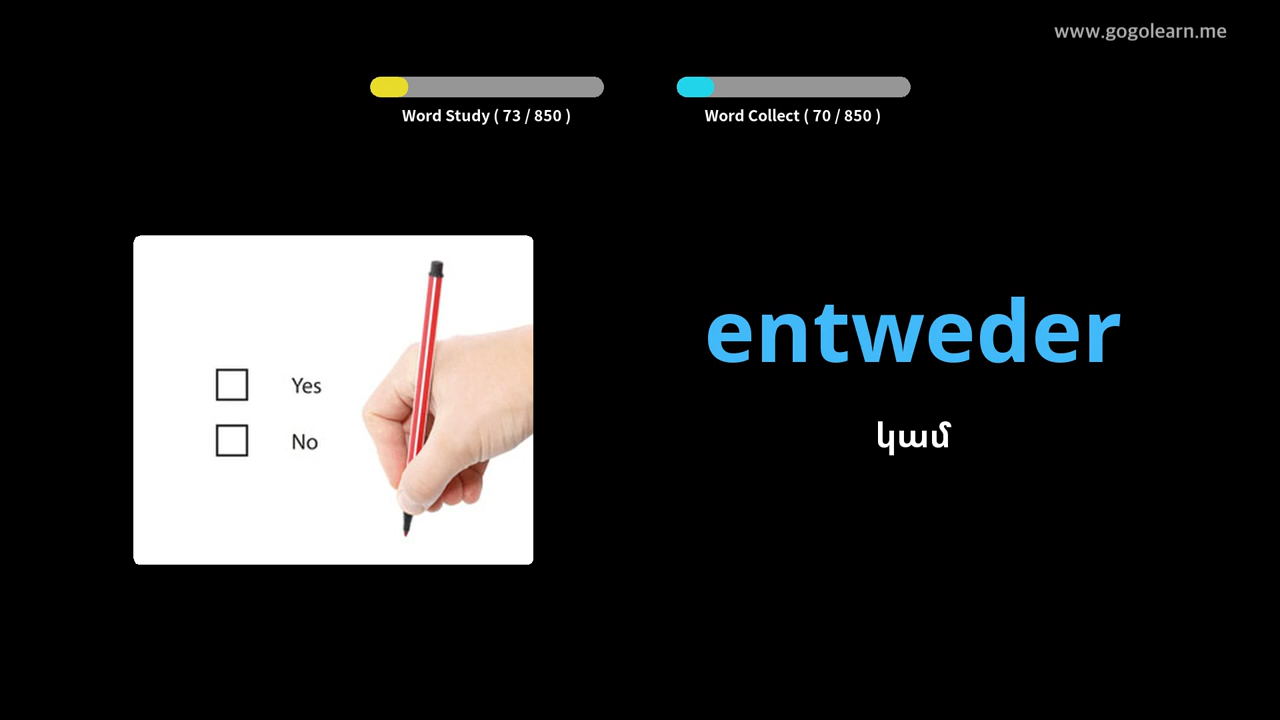 www.gogolearn.me
Word Study ( 73 / 850 )
Word Collect ( 70 / 850 )
Yes
No
entweder
կամ